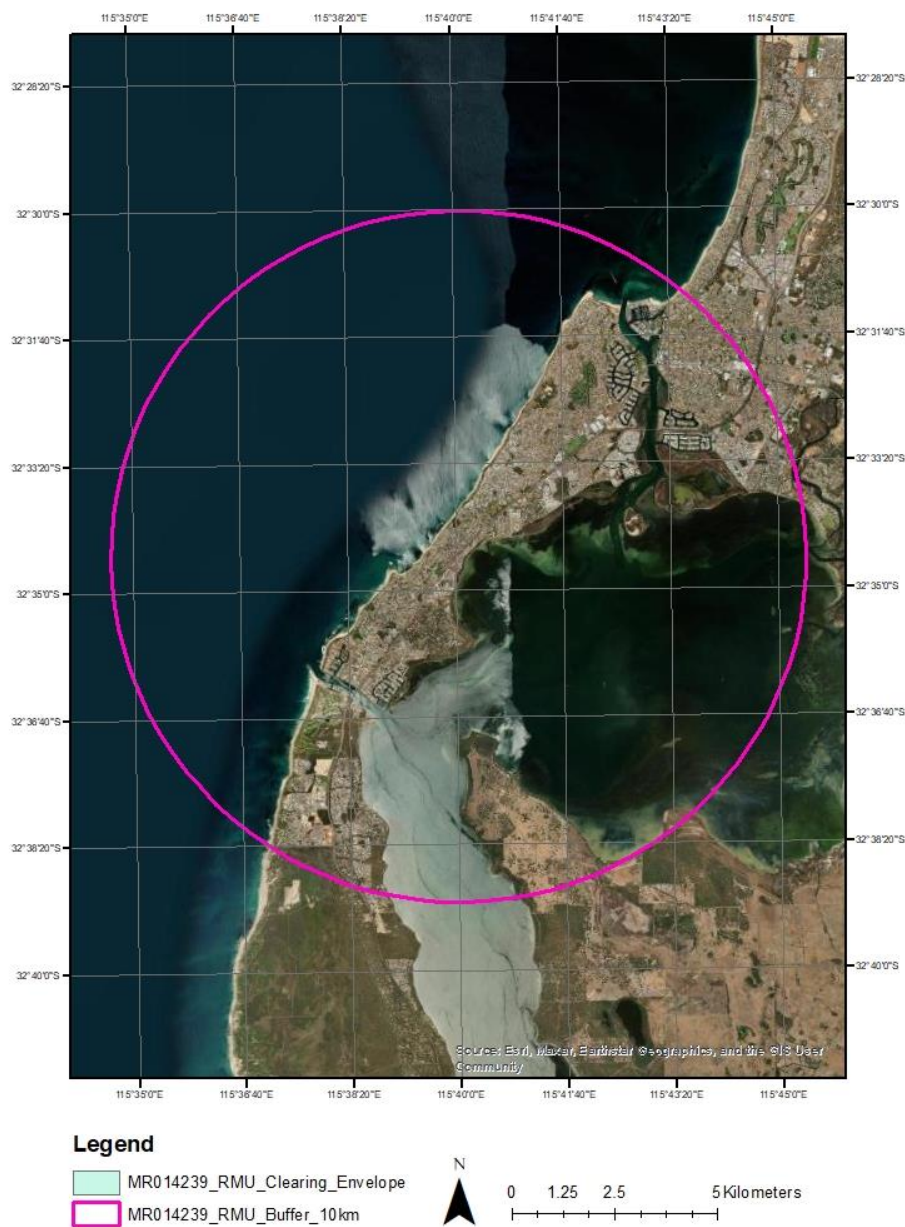 115°35'0"E 115°36'40"E 115°38'20"E 115°40'0"E 115°41'40"E 115°43'20"E 115°45'0"E
32°28'20"S 32°28'20"S
32°30'0"S 32°30'0"S
32°31'40"S 32°31'40"S
32°33'20"S 32°33'20"S
32°35'0"S 32°35'0"S
32°36'40"S 32°36'40"S
32°38'20"S 32°38'20"S
32°40'0"S 32°40'0"S
Source: Esri, Maxar, Earthstar Geographics, and the GIS User
Community
115°35'0"E 115°36'40"E 115°38'20"E 115°40'0"E 115°41'40"E 115°43'20"E 115°45'0"E
Legend
MR014239_RMU_Clearing_Envelope
MR014239_RMU_Buffer_10km
N
0 1.25 2.5 5 Kilometers